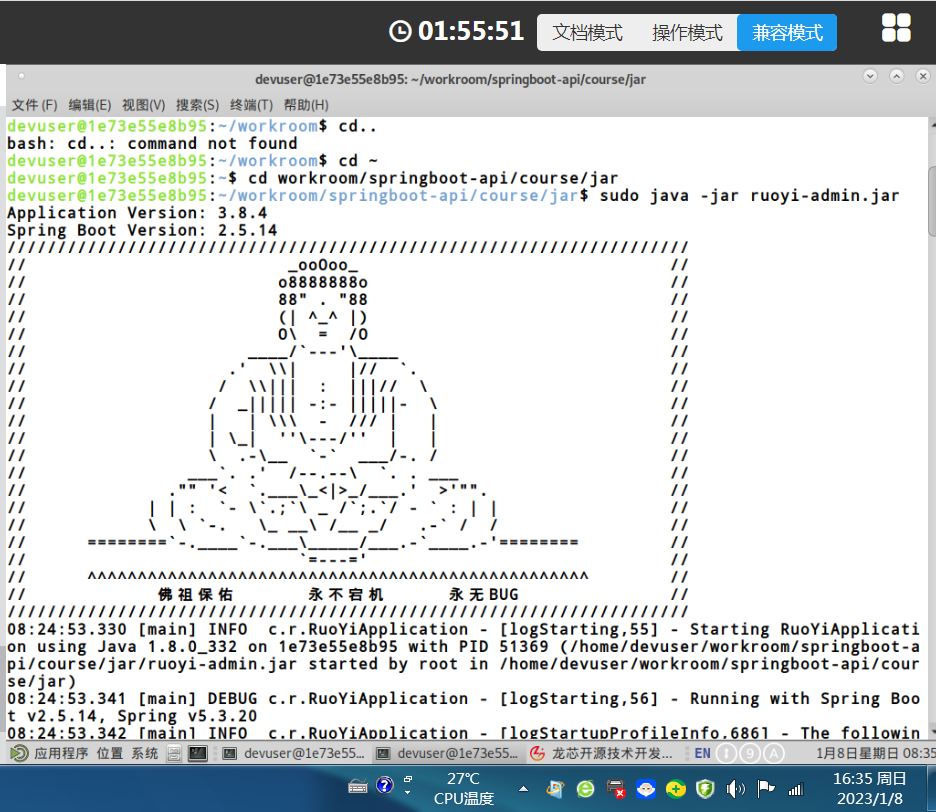 01:55:51 文档模式 操作模式 兼容模式
devuser@1e73e55e8b95: ~/workroom/springboot-api/course/jar
文件(F) 编辑(E) 视图(V) 搜索(S) 终端(T) 帮助(H)
devuser@1e73e55e8b95:~/workroom$ cd..
bash: cd..: command not found
devuser@1e73e55e8b95:~/workroom$ cd ~
devuser@1e73e55e8b95:~$ cd workroom/springboot-api/course/jar
devuser@1e73e55e8b95:~/workroom/springboot-api/course/jar$ sudo java -jar ruoyi-admin.jar
Application Version: 3.8.4
Spring Boot Version: 2.5.14
////////////////////////////////////////////////////////////////////
//                          _ooOoo_                               //
//                         o8888888o                              //
//                         88" . "88                              //
//                         (| ^_^ |)                              //
//                         O\  =  /O                              //
//                      ____/`---'\____                           //
//                    .'  \\|     |//  `.                         //
//                   /  \\|||  :  |||//  \                        //
//                  /  _||||| -:- |||||-  \                       //
//                  |   | \\\  -  /// |   |                       //
//                  | \_|  ''\---/''  |   |                       //
//                  \  .-\__  `-`  ___/-. /                       //
//                ___`. .'  /--.--\  `. . ___                     //
//              ."" '<  `.___\_<|>_/___.'  >'"".                  //
//            | | :  `- \`.;`\ _ /`;.`/ - ` : | |                 //
//            \  \ `-.   \_ __\ /__ _/   .-` /  /                 //
//      ========`-.____`-.___\_____/___.-`____.-'========         //
//                           `=---='                              //
//      ^^^^^^^^^^^^^^^^^^^^^^^^^^^^^^^^^^^^^^^^^^^^^^^^^^        //
//             佛祖保佑       永不宕机      永无BUG               //
////////////////////////////////////////////////////////////////////
08:24:53.330 [main] INFO  c.r.RuoYiApplication - [logStarting,55] - Starting RuoYiApplicati
on using Java 1.8.0_332 on 1e73e55e8b95 with PID 51369 (/home/devuser/workroom/springboot-a
pi/course/jar/ruoyi-admin.jar started by root in /home/devuser/workroom/springboot-api/cour
se/jar)
08:24:53.341 [main] DEBUG c.r.RuoYiApplication - [logStarting,56] - Running with Spring Boo
t v2.5.14, Spring v5.3.20
08:24:53.342 [main] INFO  c.r.RuoYiApplication - [logStartupProfileInfo,686] - The followin
应用程序 位置 系统 devuser@1e73e55... devuser@1e73e55... 龙芯开源技术开发... EN 1月8日星期日 08:35
27℃ 16:35 周日
CPU温度 2023/1/8